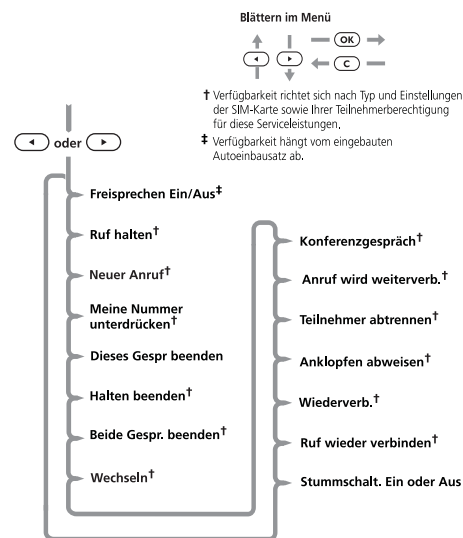 Blättern im Menü
OK
C
† Verfügbarkeit richtet sich nach Typ und Einstellungen
der SIM-Karte sowie Ihrer Teilnehmerberechtigung
für diese Serviceleistungen.
‡ Verfügbarkeit hängt vom eingebauten
Autoeinbausatz ab.
oder
Freisprechen Ein/Aus‡
Ruf halten†
Neuer Anruf†
Meine Nummer
unterdrücken†
Dieses Gespr beenden
Halten beenden†
Beide Gespr. beenden†
Wechseln†
Konferenzgespräch†
Anruf wird weiterverb.†
Teilnehmer abtrennen†
Anklopfen abweisen†
Wiederverb.†
Ruf wieder verbinden†
Stummschalt. Ein oder Aus